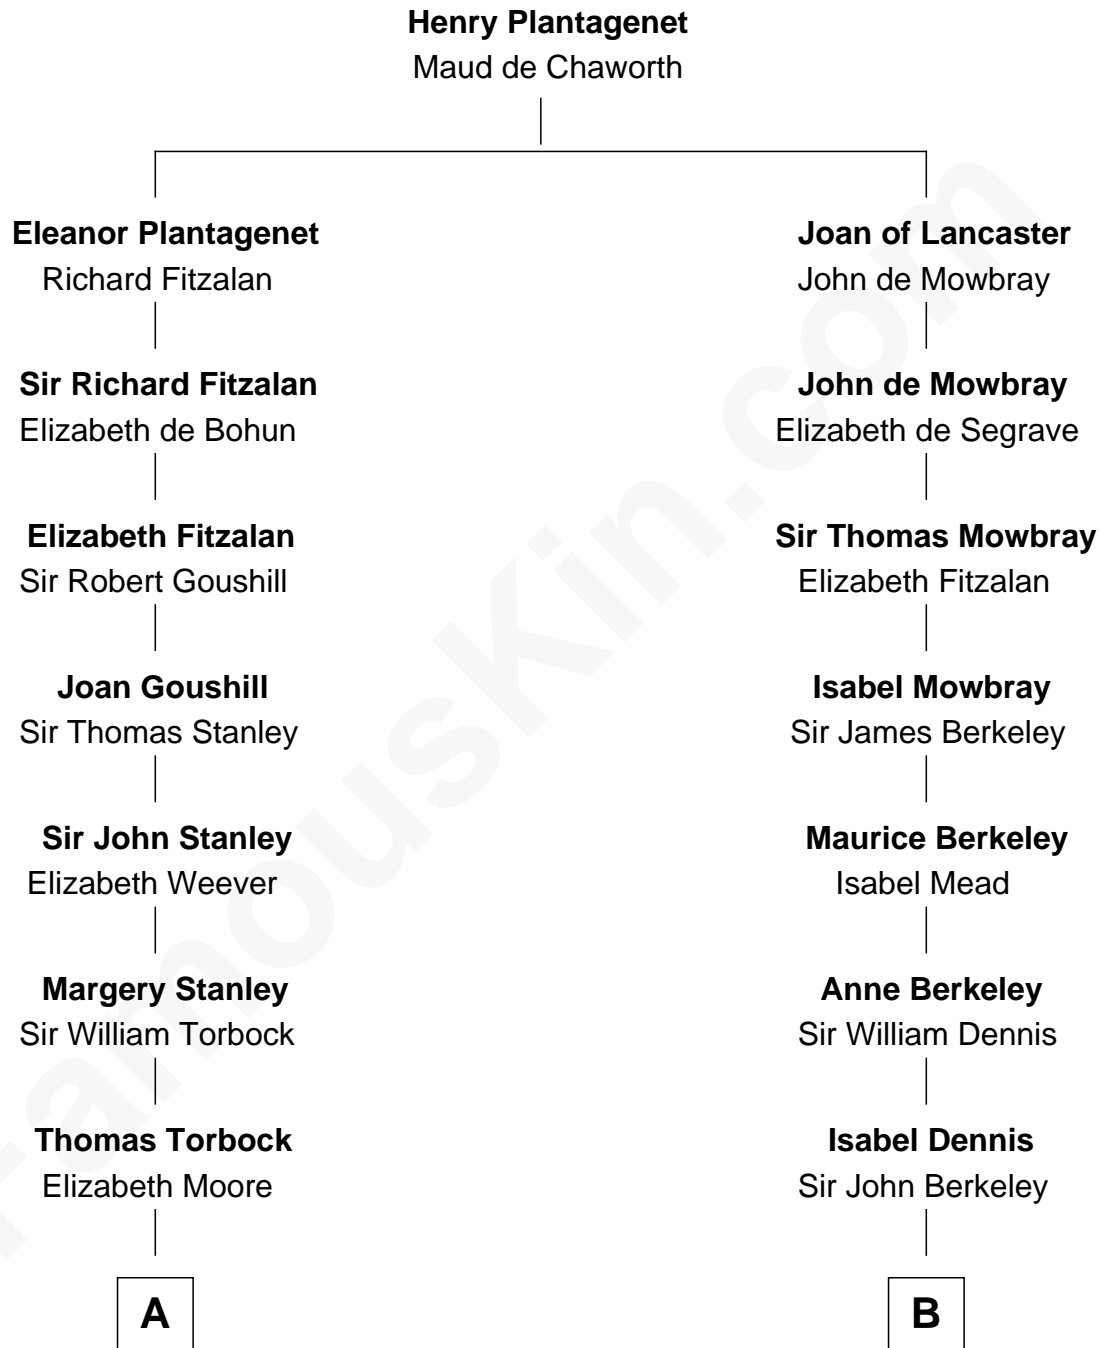 Henry Plantagenet
Maud de Chaworth
Eleanor Plantagenet
Richard Fitzalan
Sir Richard Fitzalan
Elizabeth de Bohun
Elizabeth Fitzalan
Sir Robert Goushill
Joan Goushill
Sir Thomas Stanley
Sir John Stanley
Elizabeth Weever
Margery Stanley
Sir William Torbock
Thomas Torbock
Elizabeth Moore
A
Joan of Lancaster
John de Mowbray
John de Mowbray
Elizabeth de Segrave
Sir Thomas Mowbray
Elizabeth Fitzalan
Isabel Mowbray
Sir James Berkeley
Maurice Berkeley
Isabel Mead
Anne Berkeley
Sir William Dennis
Isabel Dennis
Sir John Berkeley
B
FamousKin.com